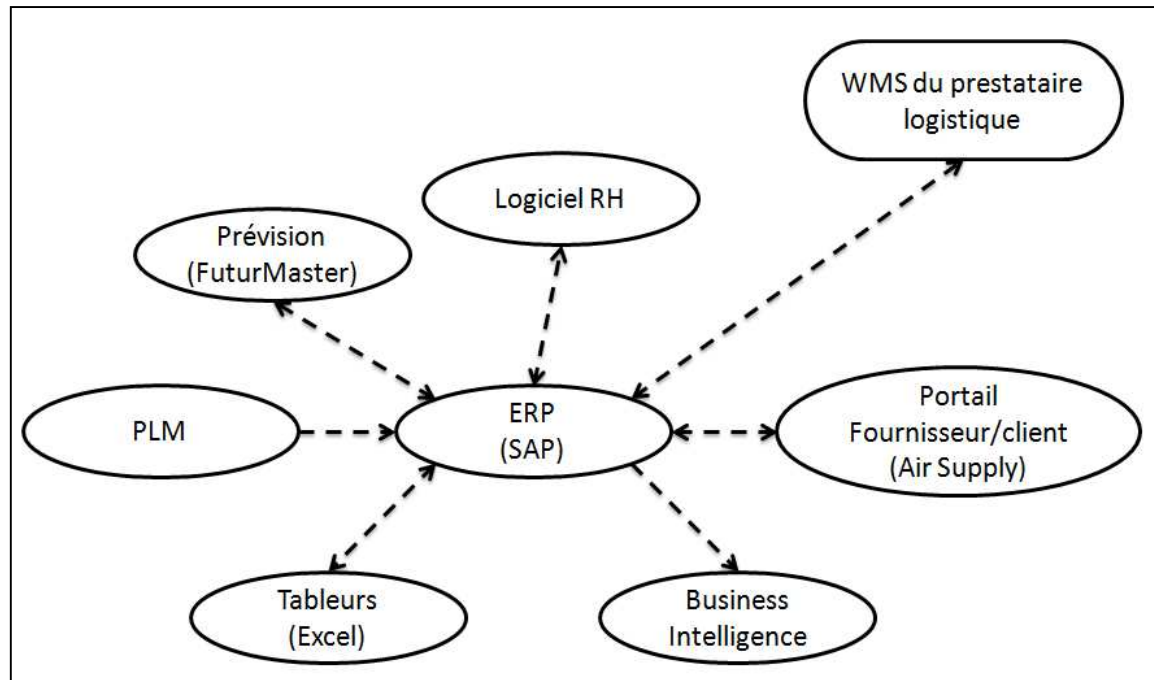 WMS du prestataire
logistique
Logiciel RH
Prévision
(FuturMaster)
PLM
ERP
(SAP)
Portail
Fournisseur/client
(Air Supply)
Tableurs
(Excel)
Business
Intelligence